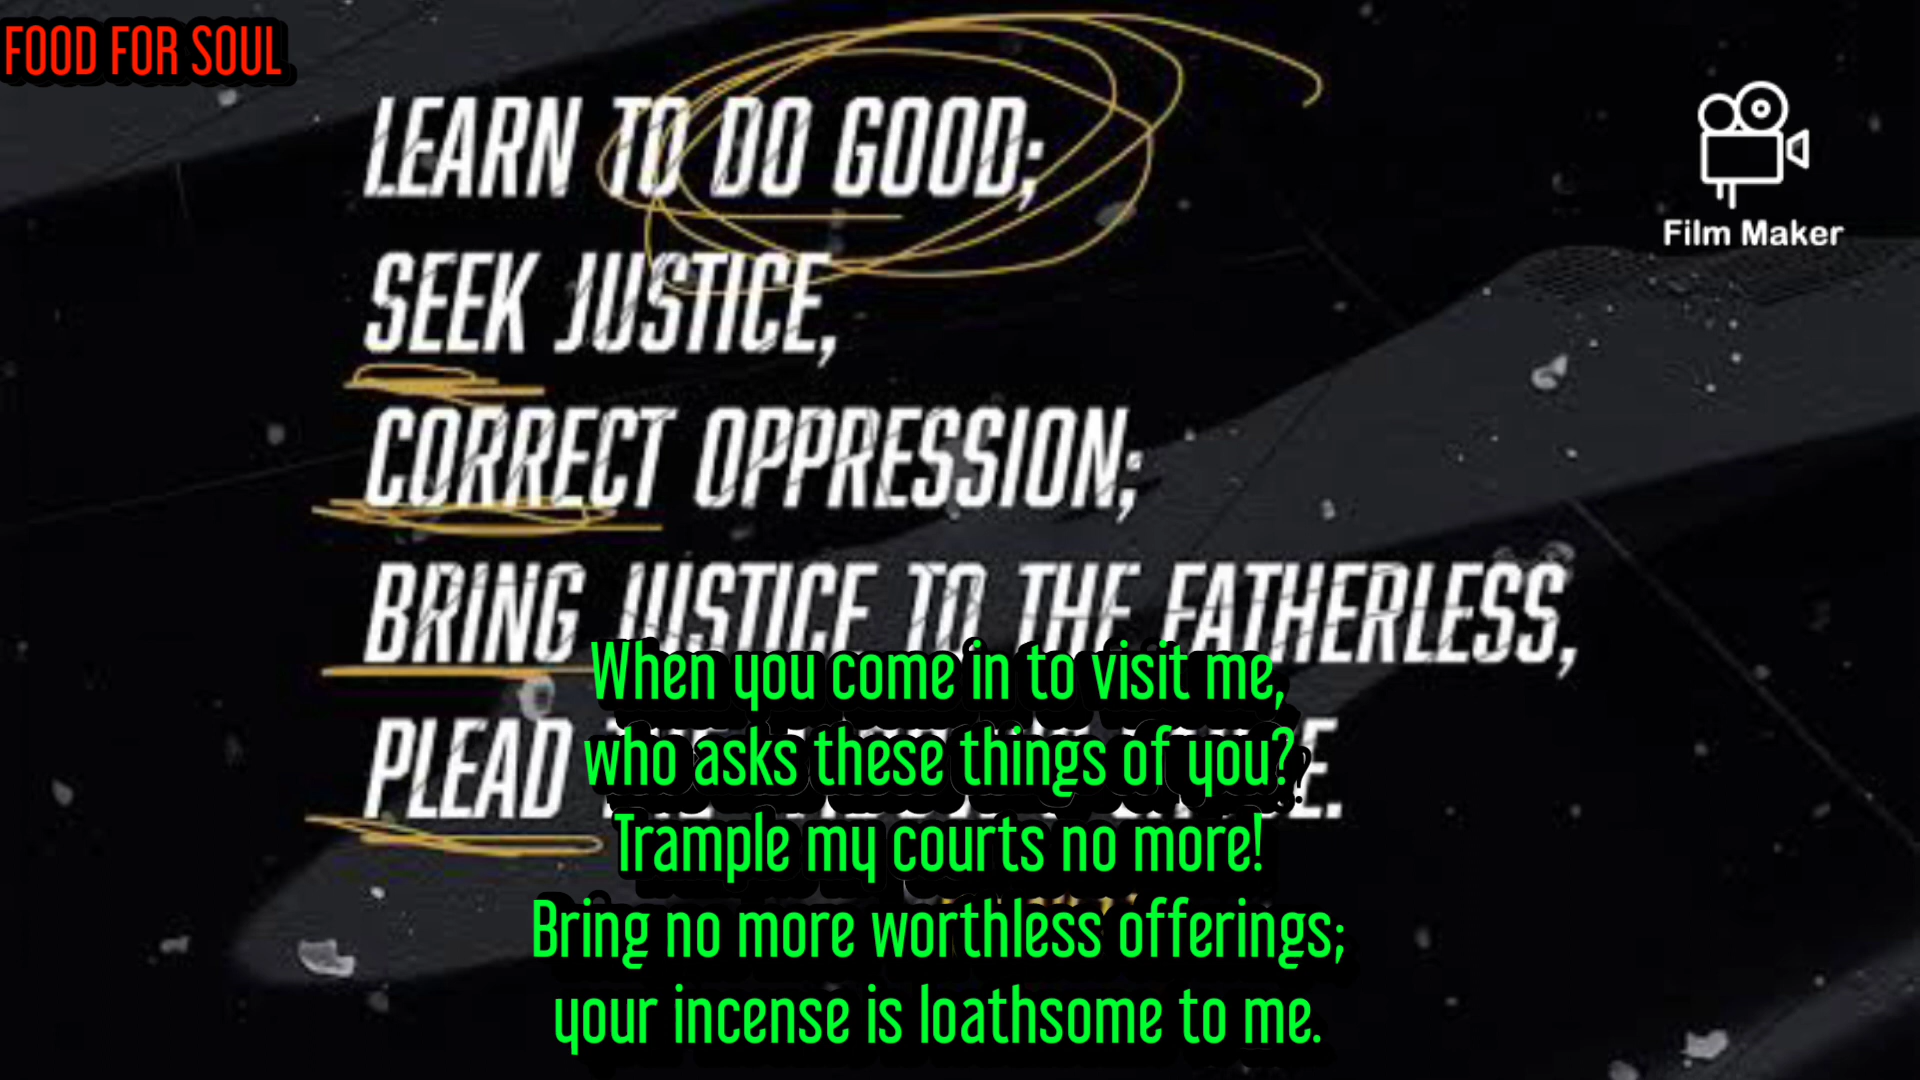 FOOD FOR SOUL
LEARN TO DO GOOD;
SEEK JUSTICE,
CORRECT OPPRESSION;
BRING JUSTICE TO THE FATHERLESS,
PLEAD
Film Maker
When you come in to visit me,
who asks these things of you?
Trample my courts no more!
Bring no more worthless offerings;
your incense is loathsome to me.